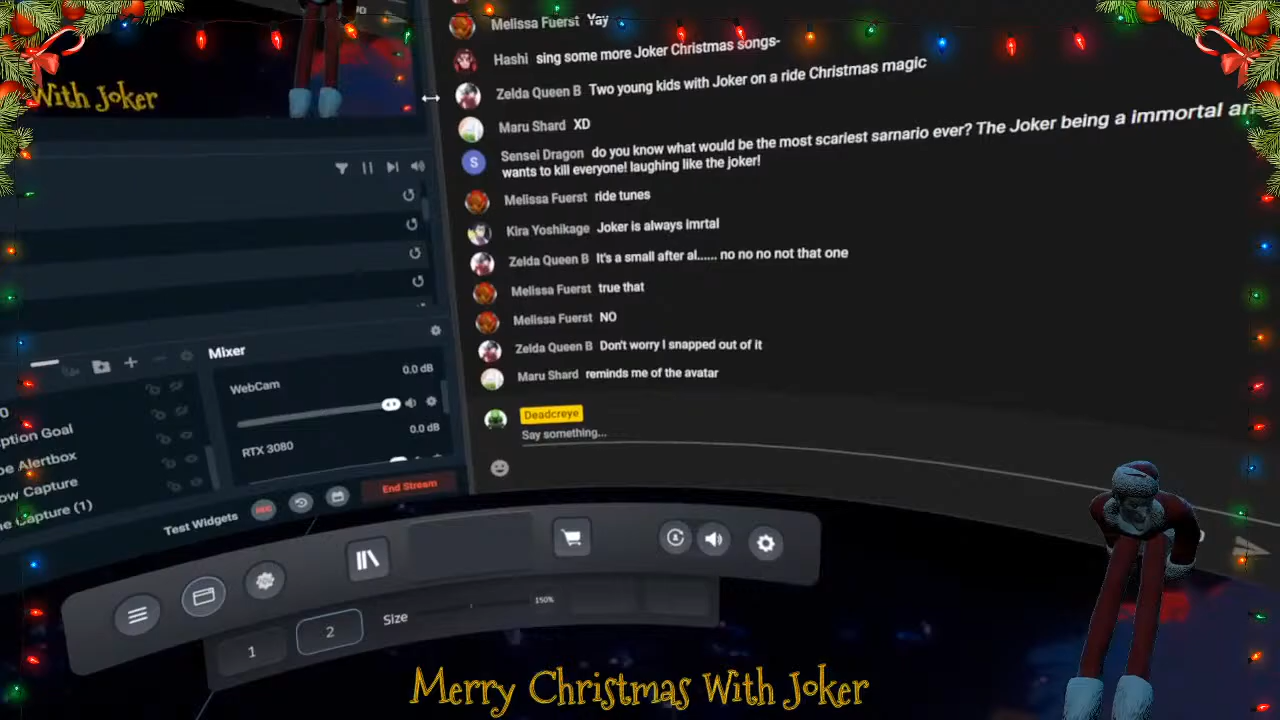 With Joker
Melissa Fuerst Yay
Hashi sing some more Joker Christmas songs-
Zelda Queen B Two young kids with Joker on a ride Christmas magic
Maru Shard XD
Sensei Dragon do you know what would be the most scariest sarnario ever? The Joker being a immortal an
wants to kill everyone! laughing like the joker!
S
Melissa Fuerst ride tunes
Kira Yoshikage Joker is always imrtal
Zelda Queen B It's a small after al...... no no no not that one
Melissa Fuerst true that
Melissa Fuerst NO
Zelda Queen B Don't worry I snapped out of it
Maru Shard reminds me of the avatar
Deadcreye
Say something...
Mixer
WebCam
0.0 dB
RTX 3080
0.0 dB
ption Goal
be Alertbox
ow Capture
e Capture (1)
Test Widgets
REC
End Stream
1
2
Size
150%
Merry Christmas With Joker